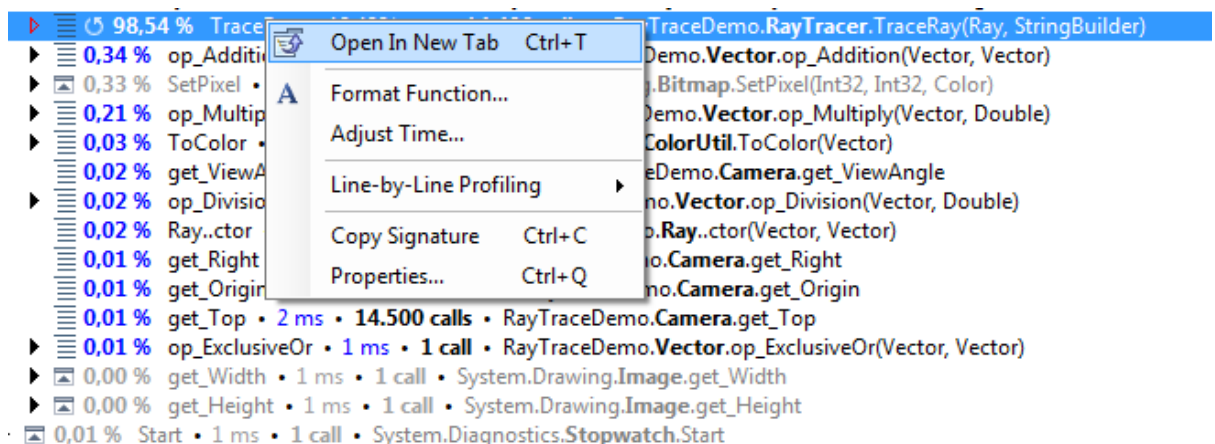 98,54 % Trace TraceDemo.RayTracer.TraceRay(Ray, StringBuilder)
Open In New Tab Ctrl+T
0,34 % op_Additi Demo.Vector.op_Addition(Vector, Vector)
0,33 % SetPixel • .Bitmap.SetPixel(Int32, Int32, Color)
Format Function...
0,21 % op_Multip Demo.Vector.op_Multiply(Vector, Double)
Adjust Time...
0,03 % ToColor • ColorUtil.ToColor(Vector)
0,02 % get_ViewA eDemo.Camera.get_ViewAngle
Line-by-Line Profiling
0,02 % op_Divisio mo.Vector.op_Division(Vector, Double)
0,02 % Ray..ctor .Ray..ctor(Vector, Vector)
Copy Signature Ctrl+C
0,01 % get_Right o.Camera.get_Right
Properties... Ctrl+Q
0,01 % get_Origin mo.Camera.get_Origin
0,01 % get_Top • 2 ms • 14.500 calls • RayTraceDemo.Camera.get_Top
0,01 % op_ExclusiveOr • 1 ms • 1 call • RayTraceDemo.Vector.op_ExclusiveOr(Vector, Vector)
0,00 % get_Width • 1 ms • 1 call • System.Drawing.Image.get_Width
0,00 % get_Height • 1 ms • 1 call • System.Drawing.Image.get_Height
0,01 % Start • 1 ms • 1 call • System.Diagnostics.Stopwatch.Start